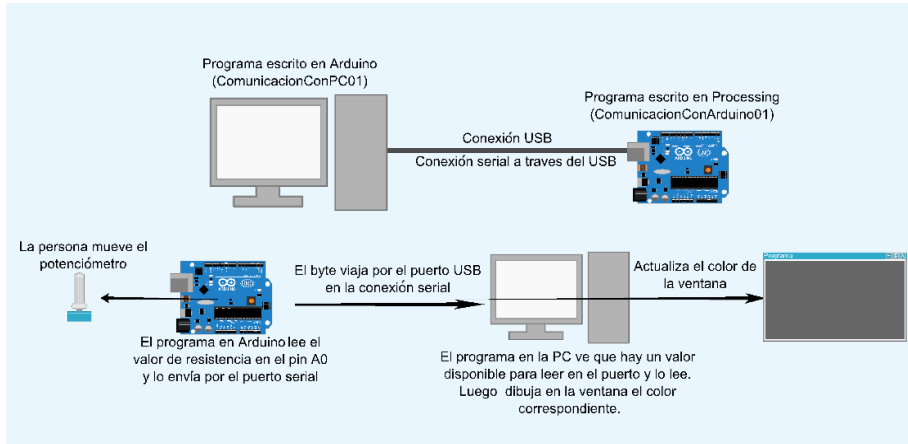 Programa escrito en Arduino
(ComunicacionConPC01)
Programa escrito en Processing
(ComunicacionConArduino01)
Conexión USB
Conexión serial a traves del USB
La persona mueve el
potenciómetro
El programa en Arduino lee el
valor de resistencia en el pin A0
y lo envía por el puerto serial
El byte viaja por el puerto USB
en la conexión serial
El programa en la PC ve que hay un valor
disponible para leer en el puerto y lo lee.
Luego dibuja en la ventana el color
correspondiente.
Actualiza el color de
la ventana
Programa